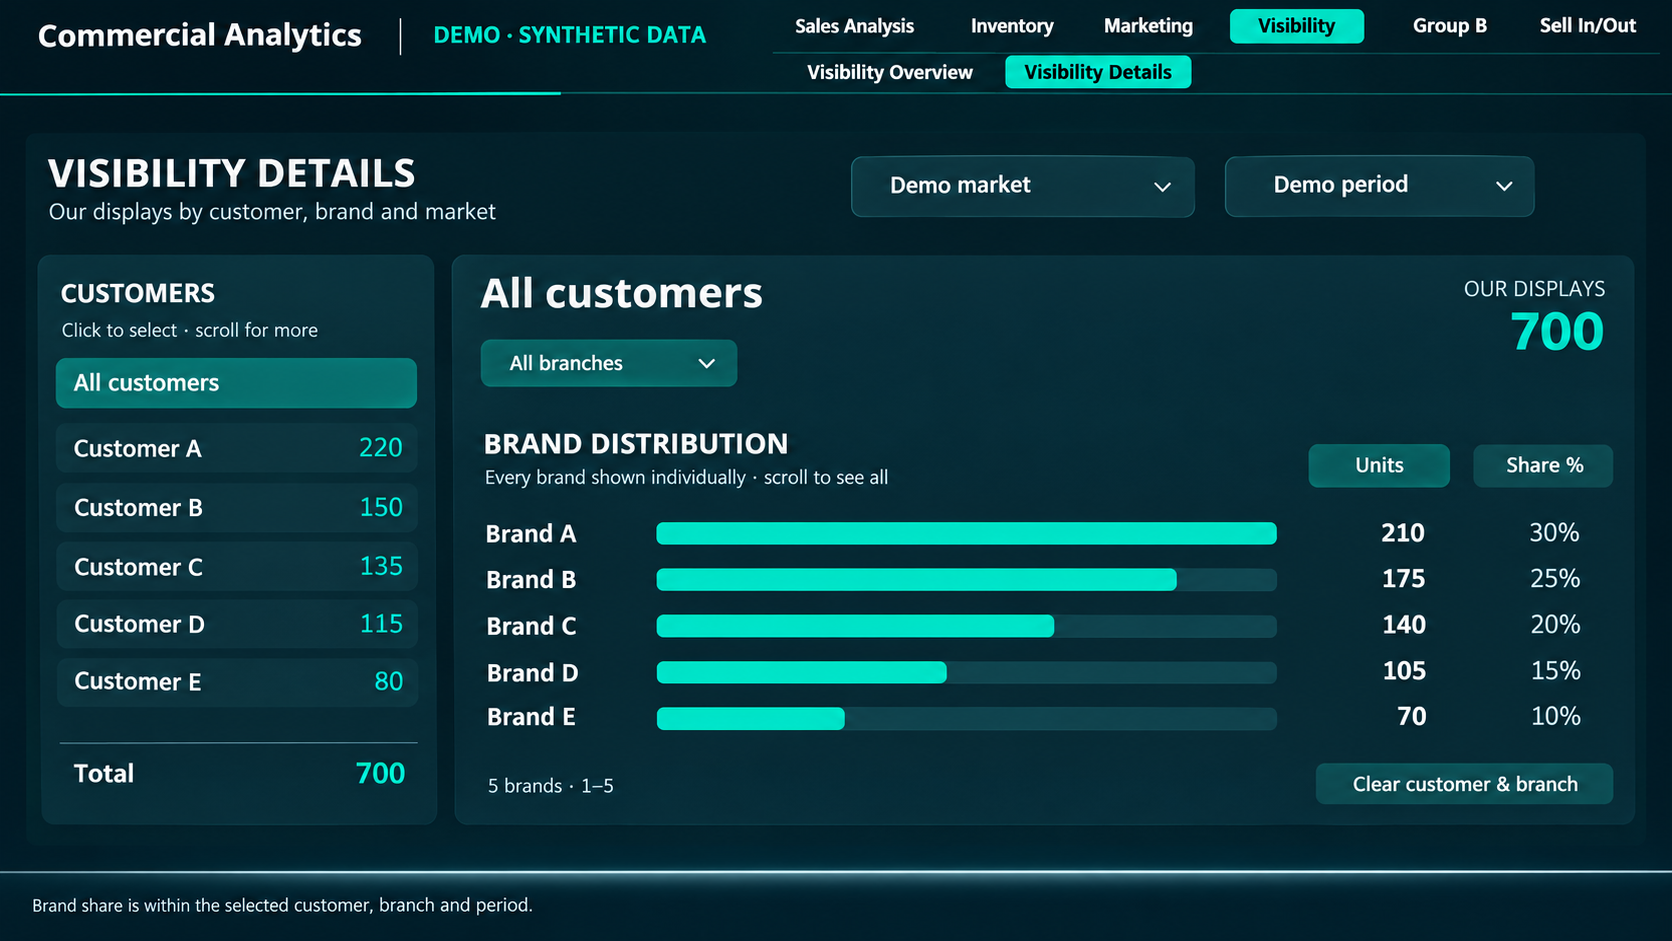 Commercial Analytics
DEMO · SYNTHETIC DATA
Sales Analysis
Inventory
Marketing
Visibility
Group B
Sell In/Out
Visibility Overview
Visibility Details
VISIBILITY DETAILS
Our displays by customer, brand and market
Demo market
Demo period
CUSTOMERS
Click to select · scroll for more
All customers
Customer A 220
Customer B 150
Customer C 135
Customer D 115
Customer E 80
Total 700
All customers
OUR DISPLAYS
700
All branches
BRAND DISTRIBUTION
Every brand shown individually · scroll to see all
Units
Share %
Brand A 210 30%
Brand B 175 25%
Brand C 140 20%
Brand D 105 15%
Brand E 70 10%
5 brands · 1–5
Clear customer & branch
Brand share is within the selected customer, branch and period.